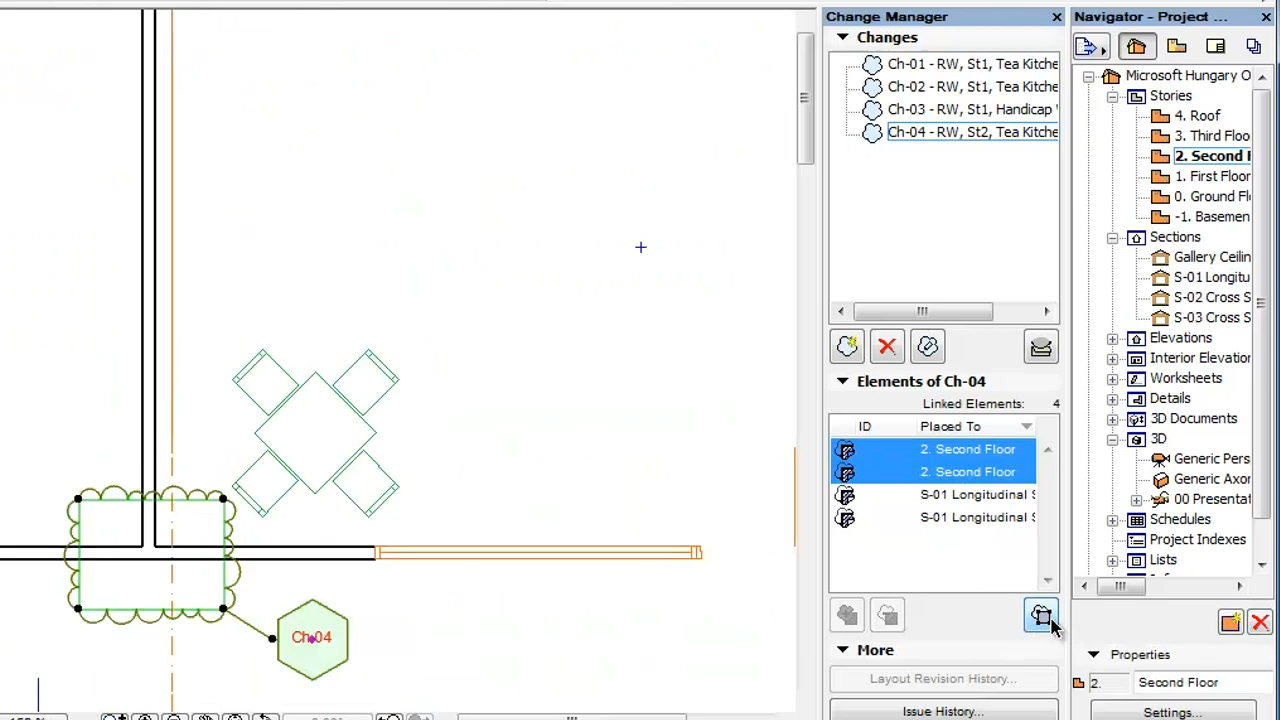 Ch-04
Change Manager
Changes
Ch-01 - RW, St1, Tea Kitche
Ch-02 - RW, St1, Tea Kitche
Ch-03 - RW, St1, Handicap
Ch-04 - RW, St2, Tea Kitche
Elements of Ch-04
Linked Elements: 4
ID Placed To
2. Second Floor
2. Second Floor
S-01 Longitudinal S
S-01 Longitudinal S
More
Layout Revision History...
Issue History...
Navigator - Project ...
Microsoft Hungary O
Stories
4. Roof
3. Third Floo
2. Second F
1. First Floor
0. Ground Fl
-1. Basemen
Sections
Gallery Ceilin
S-01 Longitu
S-02 Cross S
S-03 Cross S
Elevations
Interior Elevation
Worksheets
Details
3D Documents
3D
Generic Pers
Generic Axon
00 Presentat
Schedules
Project Indexes
Lists
Properties
2. Second Floor
Settings...